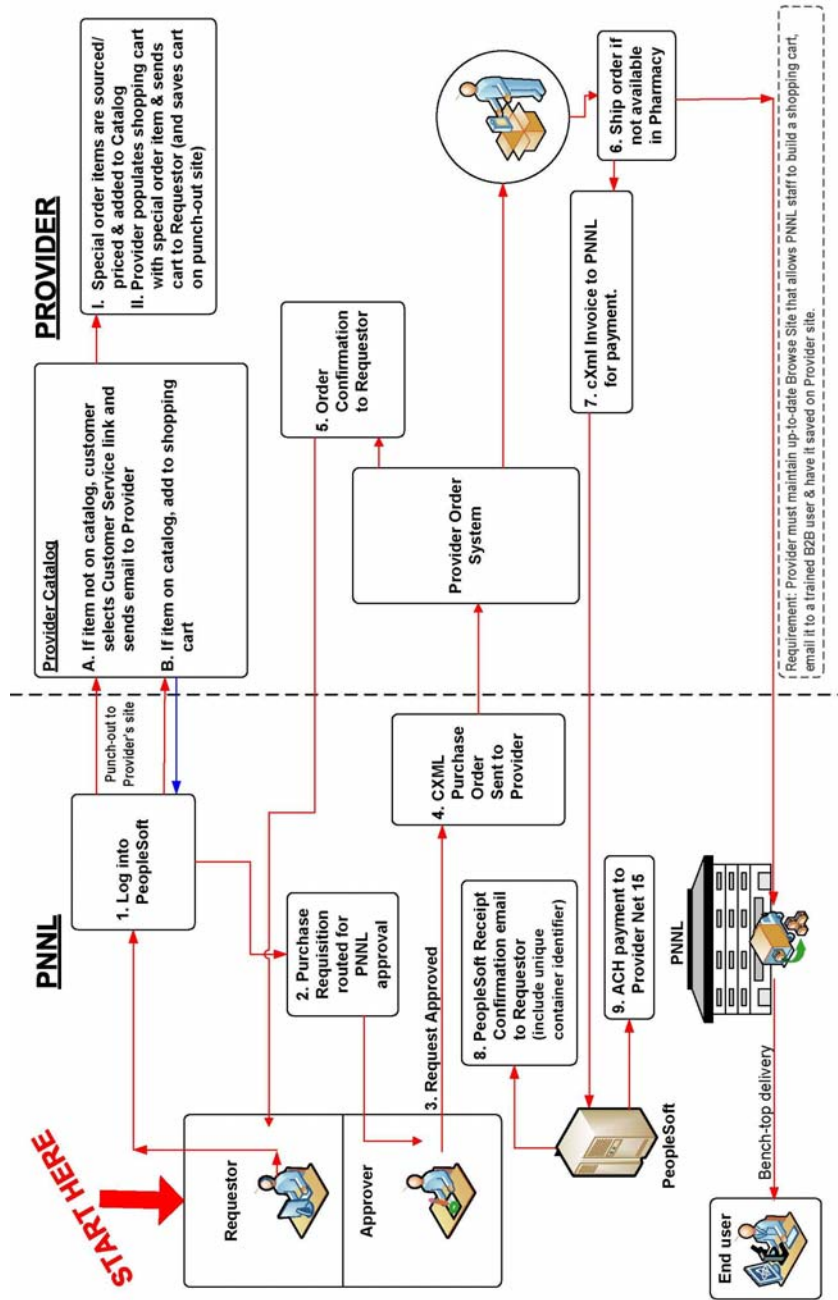 PNNL
PROVIDER
START HERE
Requestor
Approver
1. Log into
PeopleSoft
Punch-out to
Provider's site
Provider Catalog
A. If item not on catalog, customer
selects Customer Service link and
sends email to Provider
B. If item on catalog, add to shopping
cart
I. Special order items are sourced/
priced & added to Catalog
II. Provider populates shopping cart
with special order item & sends
cart to Requestor (and saves cart
on punch-out site)
2. Purchase
Requisition
routed for
PNNL
approval
3. Request Approved
4. CXML
Purchase
Order
Sent to
Provider
Provider Order
System
5. Order
Confirmation
to Requestor
6. Ship order if
not available
in Pharmacy
7. cXml Invoice to PNNL
for payment.
8. PeopleSoft Receipt
Confirmation email
to Requestor
(include unique
container identifier)
9. ACH payment to
Provider Net 15
PeopleSoft
PNNL
Bench-top delivery
End user
Requirement: Provider must maintain up-to-date Browse Site that allows PNNL staff to build a shopping cart,
email it to a trained B2B user & have it saved on Provider site.